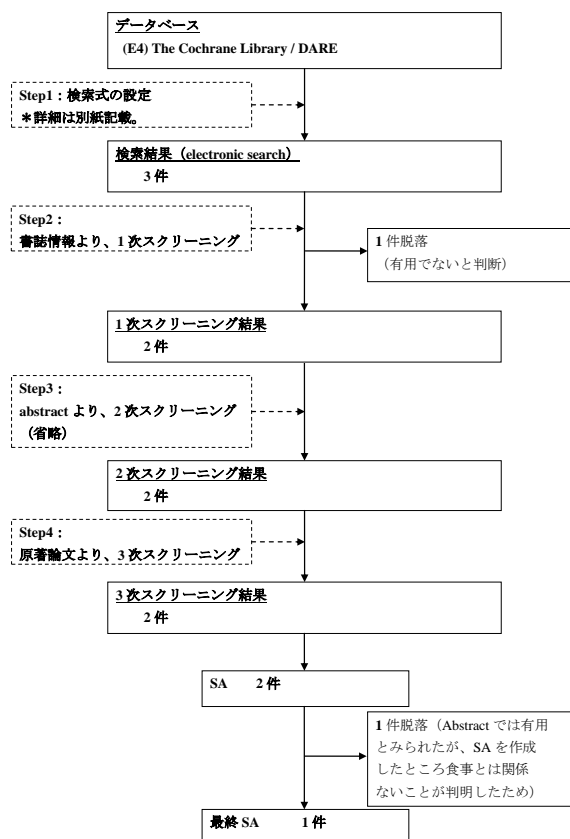 データベース
(E4) The Cochrane Library / DARE
Step1：検索式の設定
＊詳細は別紙記載。
検索結果（electronic search）
3 件
Step2：
書誌情報より、1 次スクリーニング
1 件脱落
（有用でないと判断）
1 次スクリーニング結果
2 件
Step3：
abstract より、2 次スクリーニング
（省略）
2 次スクリーニング結果
2 件
Step4：
原著論文より、3 次スクリーニング
3 次スクリーニング結果
2 件
SA 2 件
1 件脱落（Abstract では有用
とみられたが、SA を作成
したところ食事とは関係
ないことが判明したため）
最終 SA 1 件